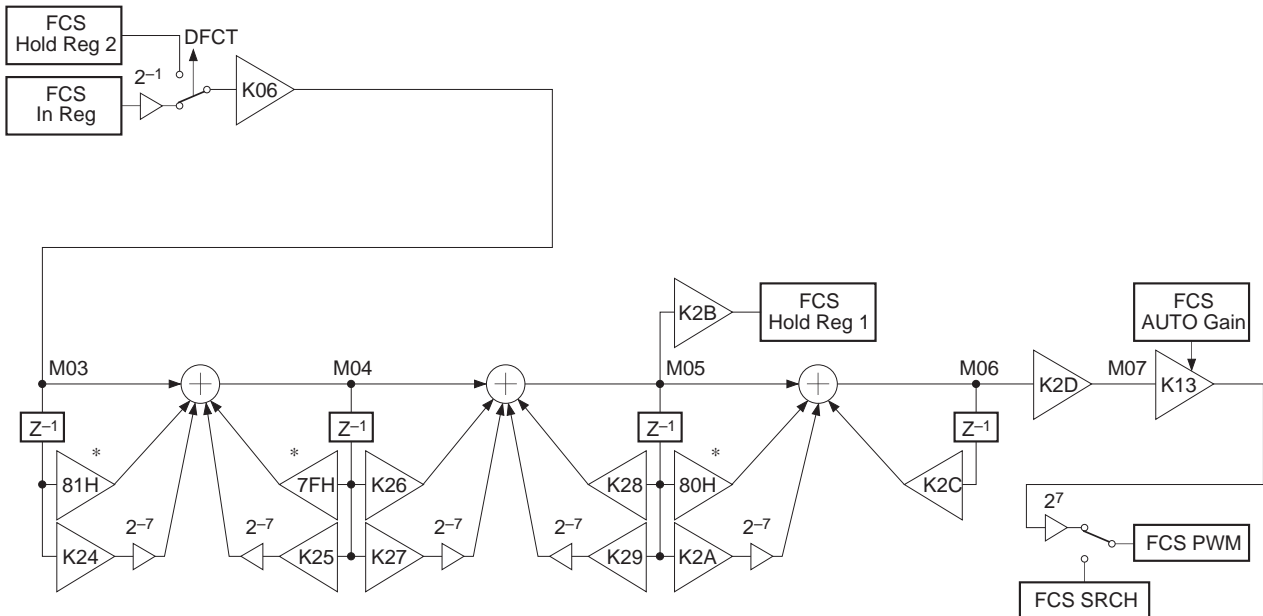 FCS
Hold Reg 2
DFCT
2⁻¹
FCS
In Reg
K06
K2B
FCS
Hold Reg 1
FCS
AUTO Gain
M03
M04
M05
M06
K2D
M07
K13
Z⁻¹
Z⁻¹
Z⁻¹
Z⁻¹
*
*
*
81H
7FH
K26
K28
80H
K2C
2⁻⁷
2⁻⁷
2⁻⁷
2⁻⁷
2⁻⁷
2⁷
K24
K25
K27
K29
K2A
FCS PWM
FCS SRCH